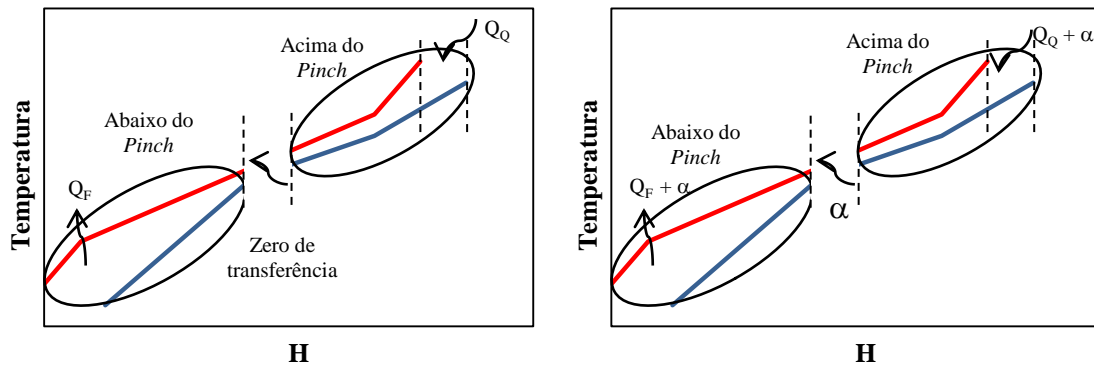 Temperatura
Q_Q
Acima do
Pinch
Abaixo do
Pinch
Q_F
Zero de
transferência
H
Temperatura
Q_Q + α
Acima do
Pinch
Abaixo do
Pinch
Q_F + α
α
H